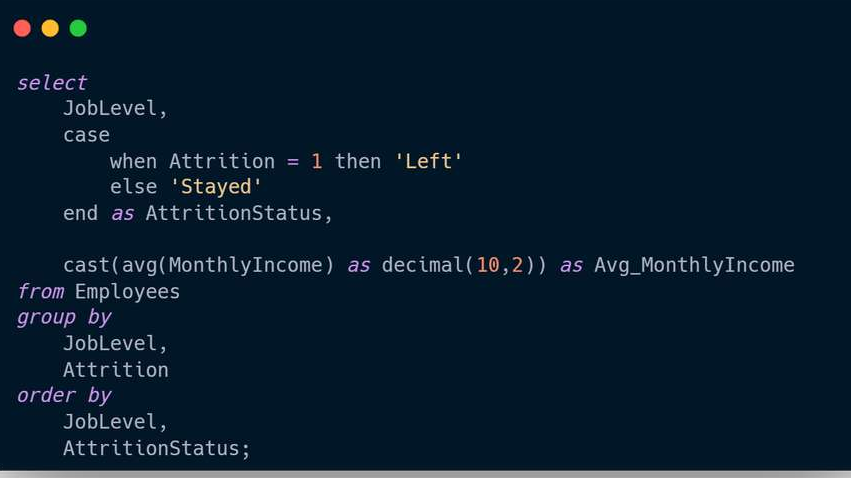 select
    JobLevel,
    case
        when Attrition = 1 then 'Left'
        else 'Stayed'
    end as AttritionStatus,
    cast(avg(MonthlyIncome) as decimal(10,2)) as Avg_MonthlyIncome
from Employees
group by
    JobLevel,
    Attrition
order by
    JobLevel,
    AttritionStatus;